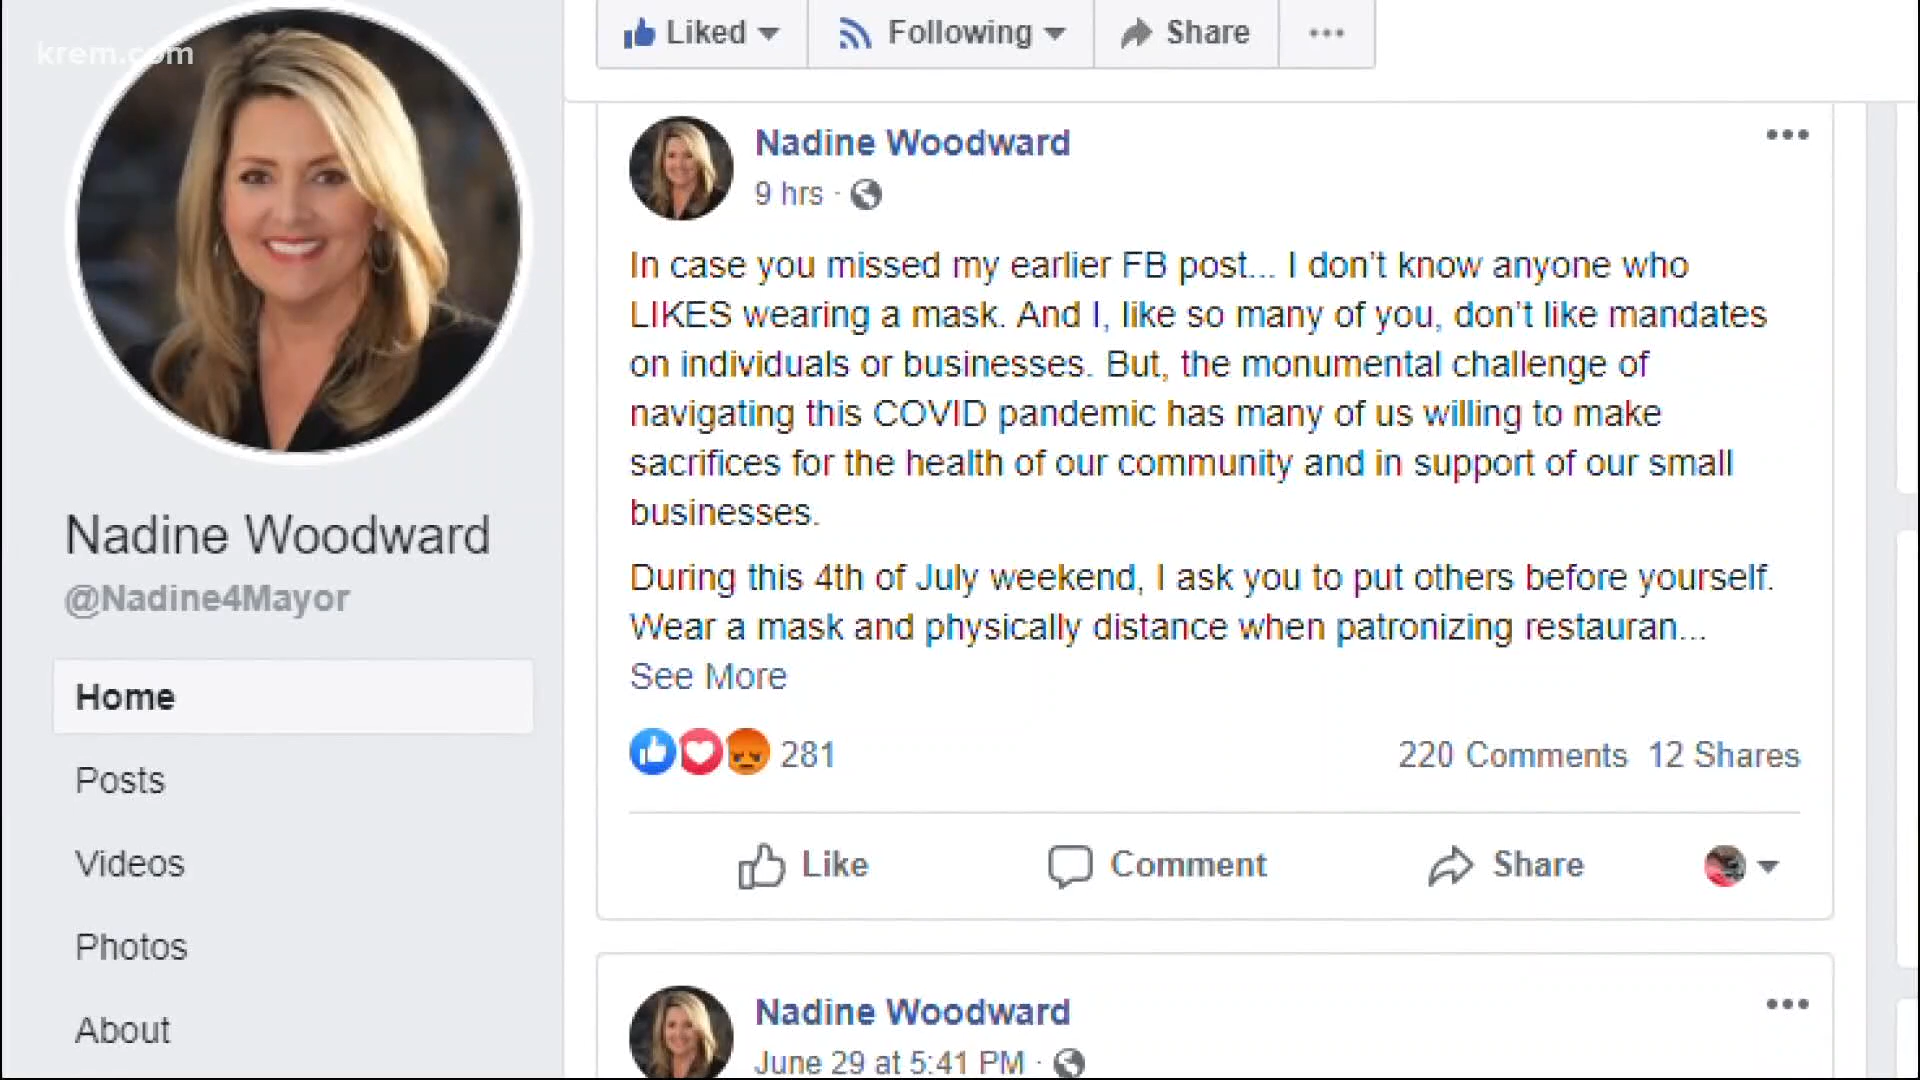 krem.com
Liked
Following
Share
Nadine Woodward
@Nadine4Mayor
Home
Posts
Videos
Photos
About
Nadine Woodward
9 hrs ·
In case you missed my earlier FB post... I don't know anyone who
LIKES wearing a mask. And I, like so many of you, don't like mandates
on individuals or businesses. But, the monumental challenge of
navigating this COVID pandemic has many of us willing to make
sacrifices for the health of our community and in support of our small
businesses.
During this 4th of July weekend, I ask you to put others before yourself.
Wear a mask and physically distance when patronizing restauran...
See More
281
220 Comments 12 Shares
Like
Comment
Share
Nadine Woodward
June 29 at 5:41 PM ·